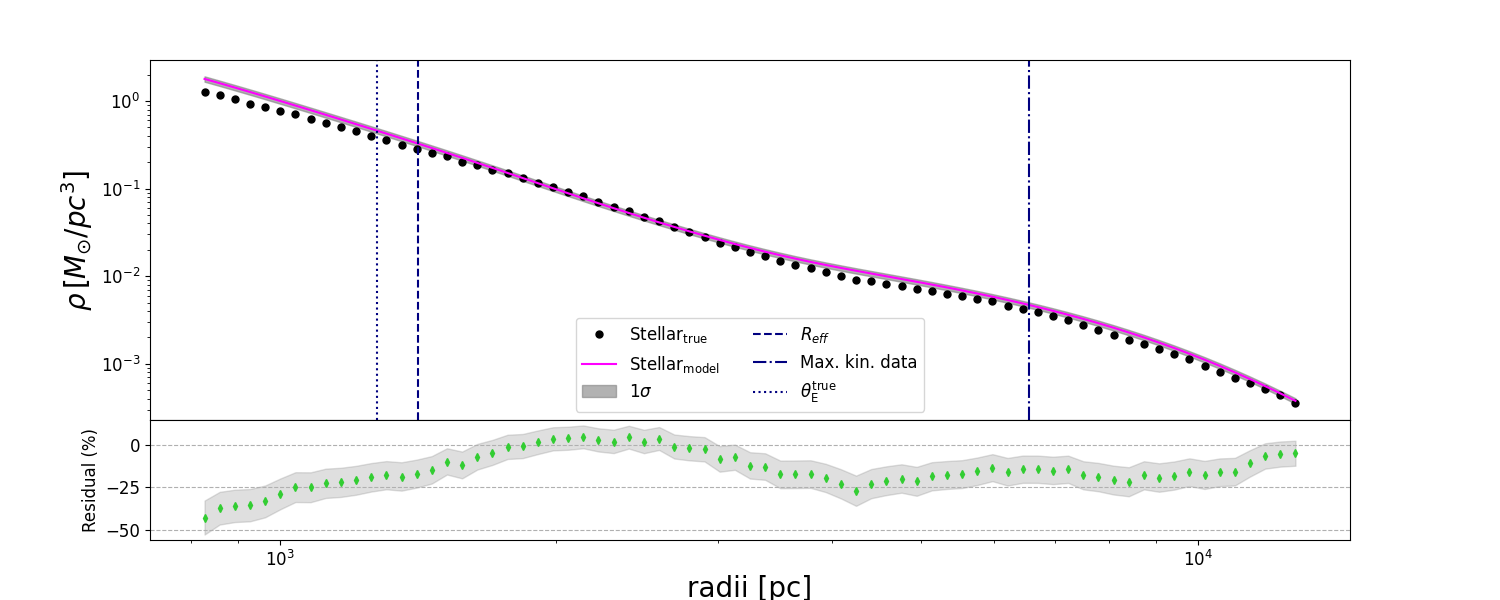 ρ [M⊙/pc³]
10⁰
10⁻¹
10⁻²
10⁻³
Stellar_true
Stellar_model
1σ
R_eff
Max. kin. data
θ_E^true
Residual (%)
0
−25
−50
10³
10⁴
radii [pc]